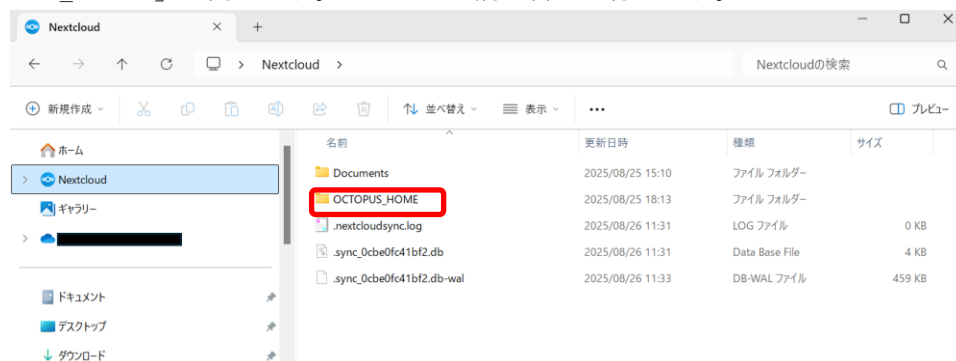 Nextcloud
Nextcloud
Nextcloudの検索
新規作成
並べ替え
表示
プレビュー
名前 更新日時 種類 サイズ
ホーム
Nextcloud
ギャラリー
ドキュメント
デスクトップ
ダウンロード
Documents 2025/08/25 15:10 ファイル フォルダー
OCTOPUS_HOME 2025/08/25 18:13 ファイル フォルダー
.nextcloudsync.log 2025/08/26 11:31 LOG ファイル 0 KB
.sync_0cbe0fc41bf2.db 2025/08/26 11:31 Data Base File 4 KB
.sync_0cbe0fc41bf2.db-wal 2025/08/26 11:33 DB-WAL ファイル 459 KB